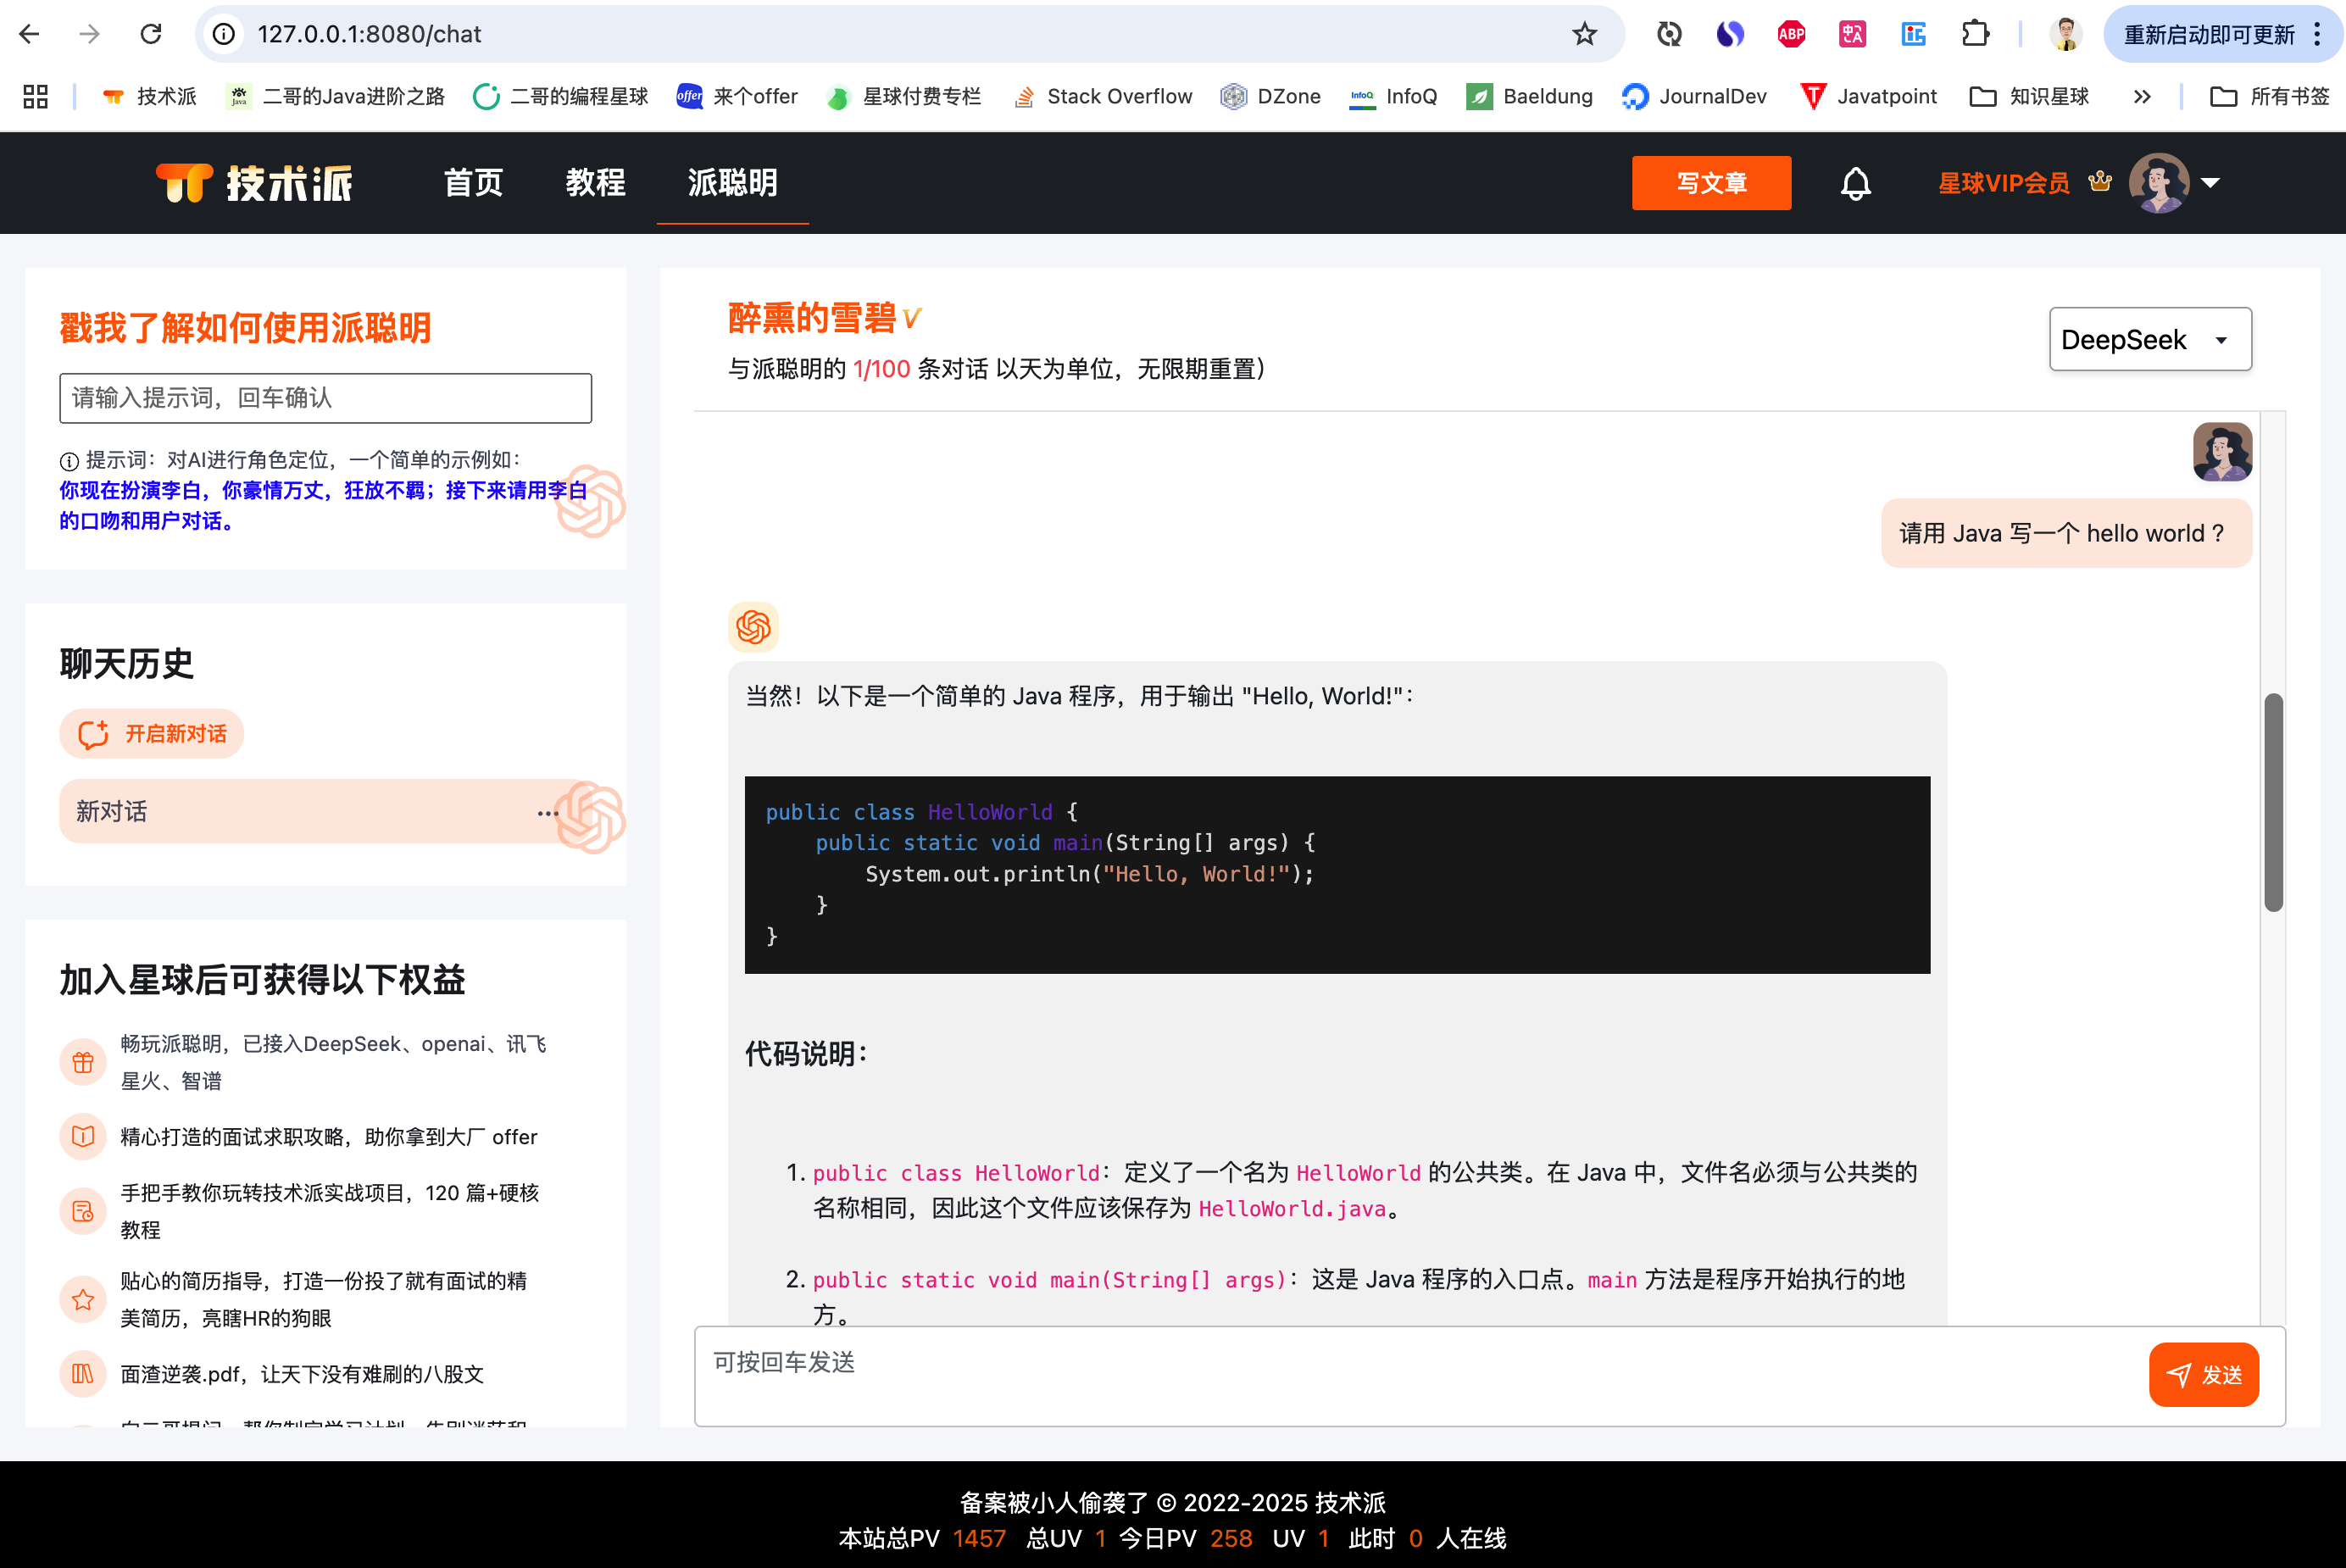 127.0.0.1:8080/chat
重新启动即可更新
技术派
二哥的Java进阶之路
二哥的编程星球
来个offer
星球付费专栏
Stack Overflow
DZone
InfoQ
Baeldung
JournalDev
Javatpoint
知识星球
所有书签
技术派
首页
教程
派聪明
写文章
星球VIP会员
戳我了解如何使用派聪明
请输入提示词，回车确认
提示词：对AI进行角色定位，一个简单的示例如：
你现在扮演李白，你豪情万丈，狂放不羁；接下来请用李白
的口吻和用户对话。
聊天历史
开启新对话
新对话
加入星球后可获得以下权益
畅玩派聪明，已接入DeepSeek、openai、讯飞
星火、智谱
精心打造的面试求职攻略，助你拿到大厂 offer
手把手教你玩转技术派实战项目，120 篇+硬核
教程
贴心的简历指导，打造一份投了就有面试的精
美简历，亮瞎HR的狗眼
面渣逆袭.pdf，让天下没有难刷的八股文
醉熏的雪碧
与派聪明的 1/100 条对话 以天为单位，无限期重置）
DeepSeek
请用 Java 写一个 hello world ?
当然！以下是一个简单的 Java 程序，用于输出 "Hello, World!"：
public class HelloWorld {
    public static void main(String[] args) {
        System.out.println("Hello, World!");
    }
}
代码说明：
1. public class HelloWorld：定义了一个名为 HelloWorld 的公共类。在 Java 中，文件名必须与公共类的
名称相同，因此这个文件应该保存为 HelloWorld.java。
2. public static void main(String[] args)：这是 Java 程序的入口点。main 方法是程序开始执行的地
方。
可按回车发送
发送
备案被小人偷袭了 © 2022-2025 技术派
本站总PV 1457 总UV 1 今日PV 258 UV 1 此时 0 人在线